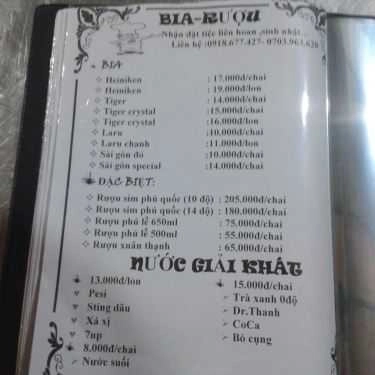 BIA-RƯỢU
Nhận đặt tiệc liên hoan ,sinh nhật...
Liên hệ :0918.677.427- 0703.963.620
BIA
Heiniken : 17.000đ/chai
Heiniken : 19.000đ/lon
Tiger : 14.000đ/chai
Tiger crystal :15.000đ/chai
Tiger crystal :16.000đ/lon
Laru :10.000đ/chai
Laru chanh :11.000đ/lon
Sài gòn đỏ :10.000đ/chai
Sài gòn special :14.000đ/chai
ĐẶC BIỆT:
Rượu sim phú quốc (10 độ) : 205.000đ/chai
Rượu sim phú quốc (14 độ) : 180.000đ/chai
Rượu phú lễ 650ml : 75.000đ/chai
Rượu phú lễ 500ml : 55.000đ/chai
Rượu xuân thạnh : 65.000đ/chai
NƯỚC GIẢI KHÁT
13.000đ/lon
Pesi
Sting dâu
Xá xị
7up
8.000đ/chai
Nước suối
15.000đ/chai
Trà xanh 0độ
Dr.Thanh
CoCa
Bò cụng